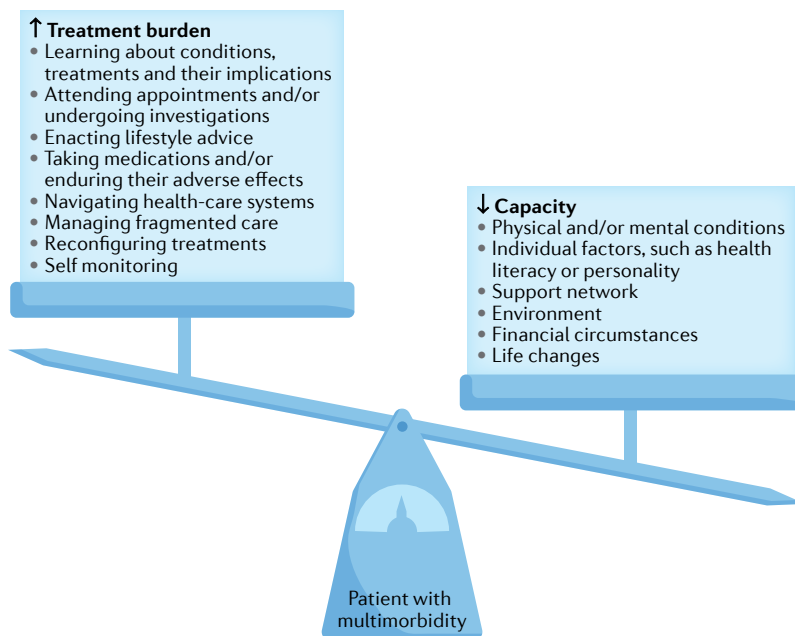 ↑ Treatment burden
• Learning about conditions,
treatments and their implications
• Attending appointments and/or
undergoing investigations
• Enacting lifestyle advice
• Taking medications and/or
enduring their adverse effects
• Navigating health-care systems
• Managing fragmented care
• Reconfiguring treatments
• Self monitoring
↓ Capacity
• Physical and/or mental conditions
• Individual factors, such as health
literacy or personality
• Support network
• Environment
• Financial circumstances
• Life changes
Patient with
multimorbidity